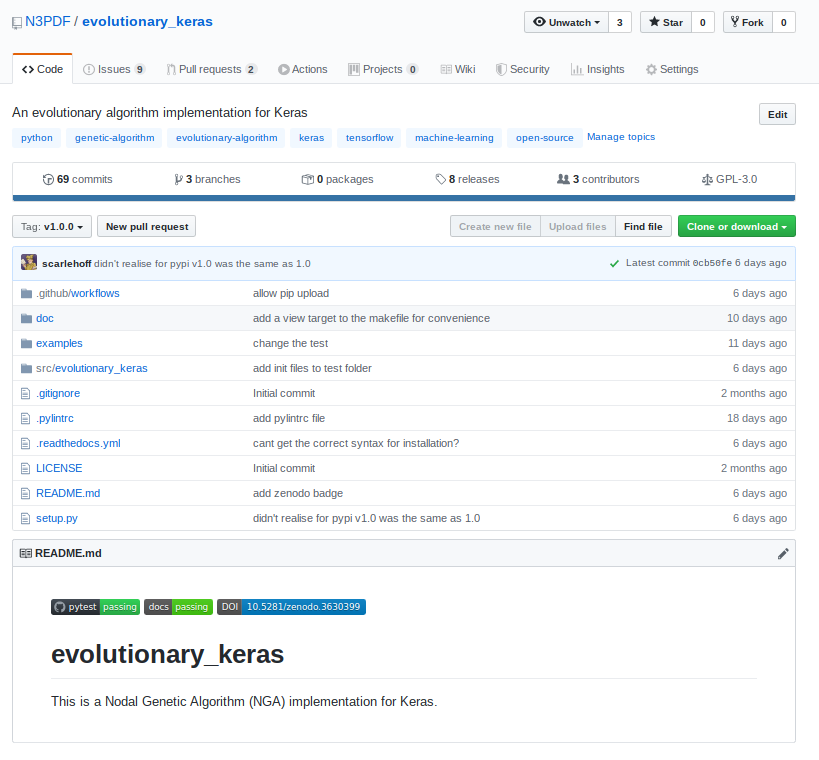 N3PDF / evolutionary_keras Unwatch 3 Star 0 Fork 0
Code Issues 9 Pull requests 2 Actions Projects 0 Wiki Security Insights Settings
An evolutionary algorithm implementation for Keras Edit
python genetic-algorithm evolutionary-algorithm keras tensorflow machine-learning open-source Manage topics
69 commits 3 branches 0 packages 8 releases 3 contributors GPL-3.0
Tag: v1.0.0 New pull request Create new file Upload files Find file Clone or download
scarlehoff didn't realise for pypi v1.0 was the same as 1.0 Latest commit 0cb50fe 6 days ago
.github/workflows allow pip upload 6 days ago
doc add a view target to the makefile for convenience 10 days ago
examples change the test 11 days ago
src/evolutionary_keras add init files to test folder 6 days ago
.gitignore Initial commit 2 months ago
.pylintrc add pylintrc file 18 days ago
.readthedocs.yml cant get the correct syntax for installation? 6 days ago
LICENSE Initial commit 2 months ago
README.md add zenodo badge 6 days ago
setup.py didn't realise for pypi v1.0 was the same as 1.0 6 days ago
README.md
pytest passing docs passing DOI 10.5281/zenodo.3630399
evolutionary_keras
This is a Nodal Genetic Algorithm (NGA) implementation for Keras.